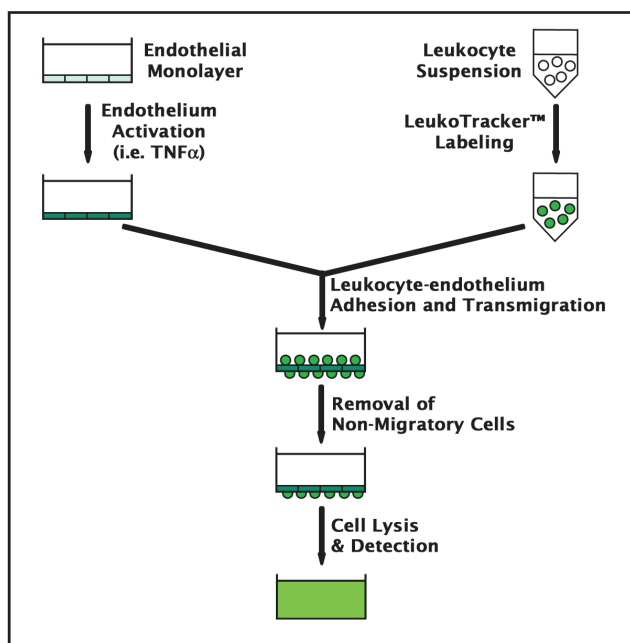 Endothelial
Monolayer
Leukocyte
Suspension
Endothelium
Activation
(i.e. TNFα)
LeukoTracker™
Labeling
Leukocyte-endothelium
Adhesion and Transmigration
Removal of
Non-Migratory Cells
Cell Lysis
& Detection